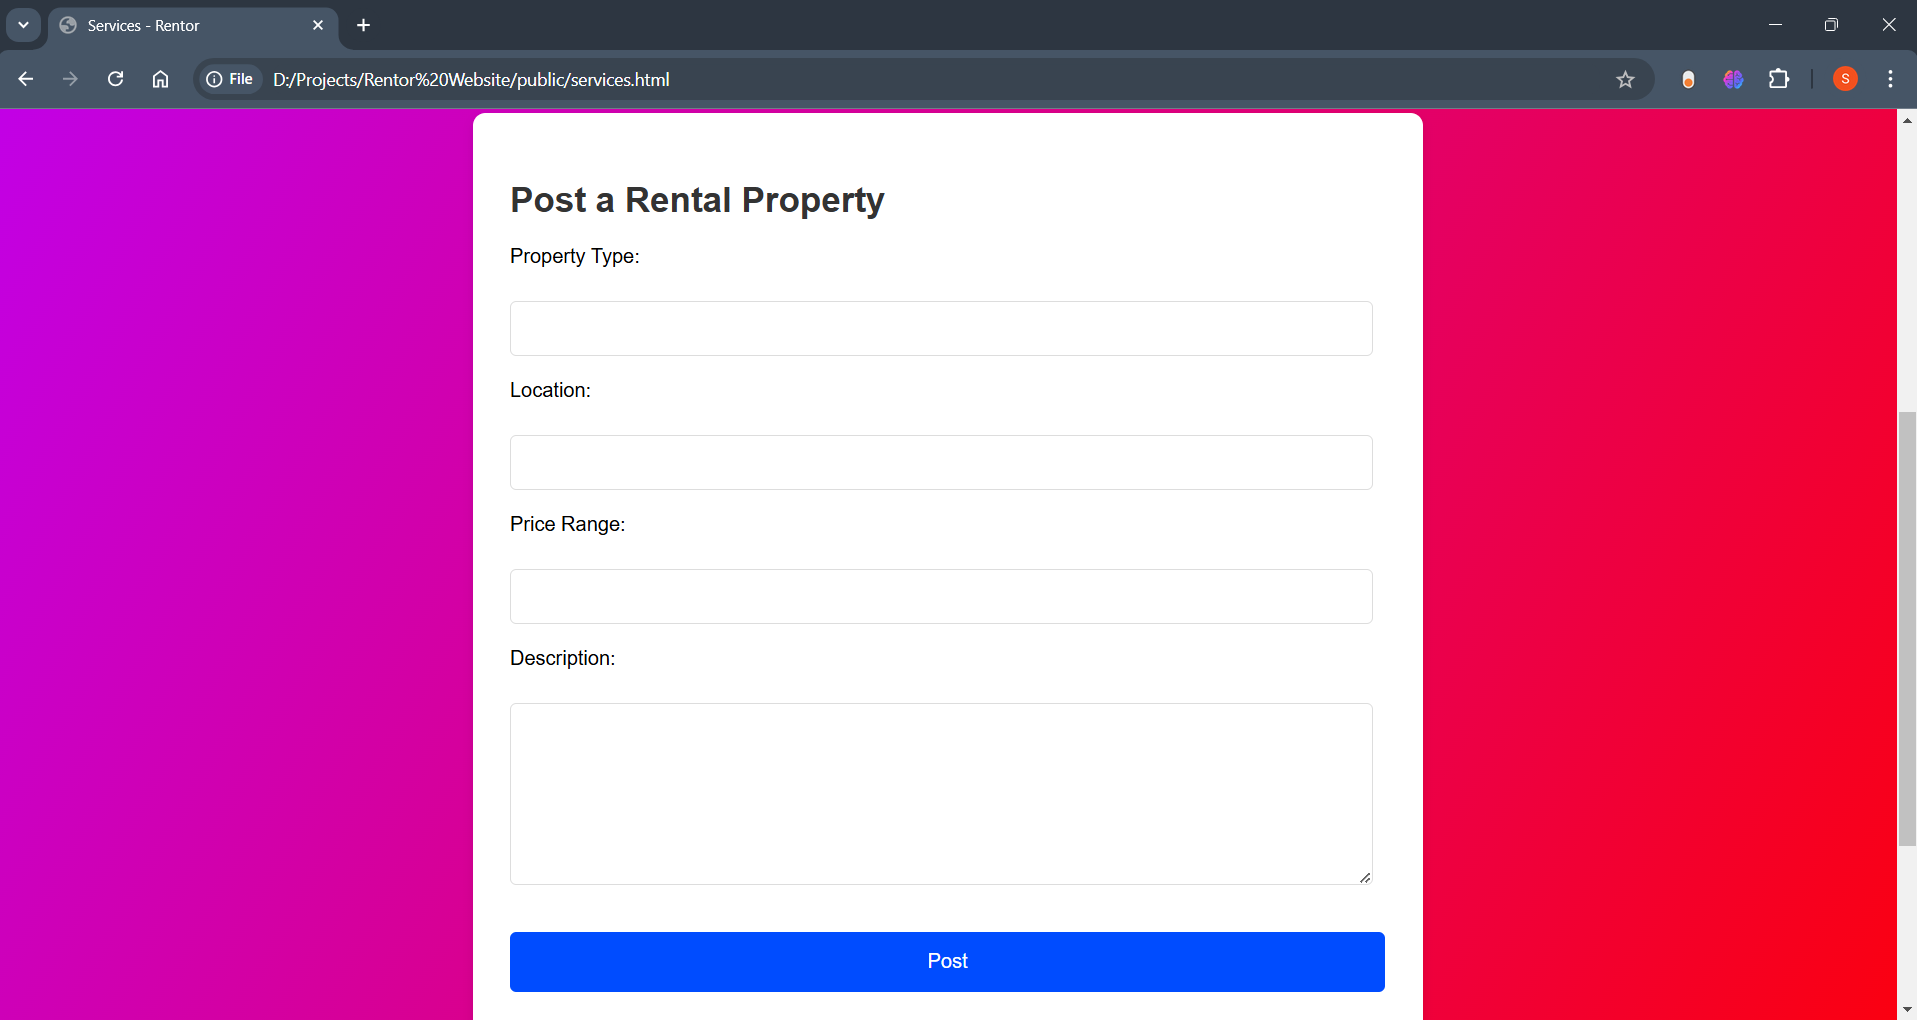 Services - Rentor
File
D:/Projects/Rentor%20Website/public/services.html
S
Post a Rental Property
Property Type:
Location:
Price Range:
Description:
Post